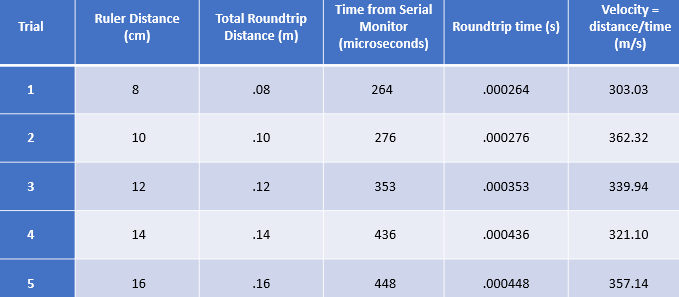 Trial Ruler Distance (cm) Total Roundtrip Distance (m) Time from Serial Monitor (microseconds) Roundtrip time (s) Velocity = distance/time (m/s)
1 8 .08 264 .000264 303.03
2 10 .10 276 .000276 362.32
3 12 .12 353 .000353 339.94
4 14 .14 436 .000436 321.10
5 16 .16 448 .000448 357.14